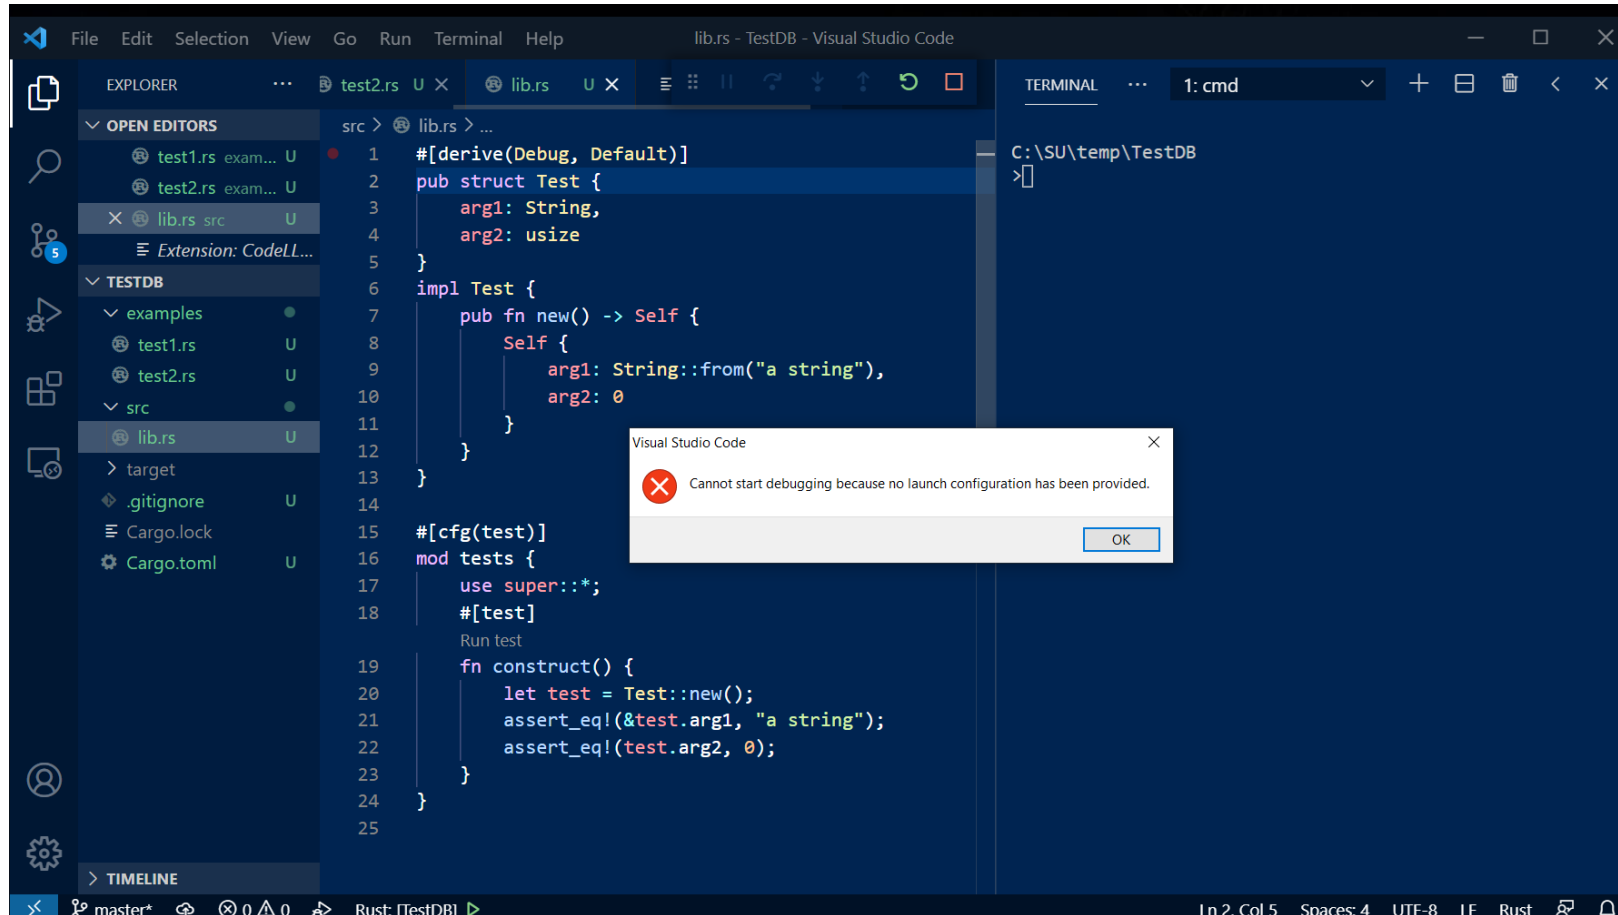 File Edit Selection View Go Run Terminal Help lib.rs - TestDB - Visual Studio Code
EXPLORER ··· test2.rs U lib.rs U
TERMINAL ··· 1: cmd
OPEN EDITORS
test1.rs exam... U
test2.rs exam... U
lib.rs src U
Extension: CodeLL...
TESTDB
examples
test1.rs U
test2.rs U
src
lib.rs U
target
.gitignore U
Cargo.lock
Cargo.toml U
TIMELINE
5
src > lib.rs > ...
1 #[derive(Debug, Default)]
2 pub struct Test {
3 arg1: String,
4 arg2: usize
5 }
6 impl Test {
7 pub fn new() -> Self {
8 Self {
9 arg1: String::from("a string"),
10 arg2: 0
11 }
12 }
13 }
14
15 #[cfg(test)]
16 mod tests {
17 use super::*;
18 #[test]
Run test
19 fn construct() {
20 let test = Test::new();
21 assert_eq!(&test.arg1, "a string");
22 assert_eq!(test.arg2, 0);
23 }
24 }
25
C:\SU\temp\TestDB
>
Visual Studio Code
Cannot start debugging because no launch configuration has been provided.
OK
master* 0 0 Rust: [TestDB] Ln 2, Col 5 Spaces: 4 UTF-8 LF Rust